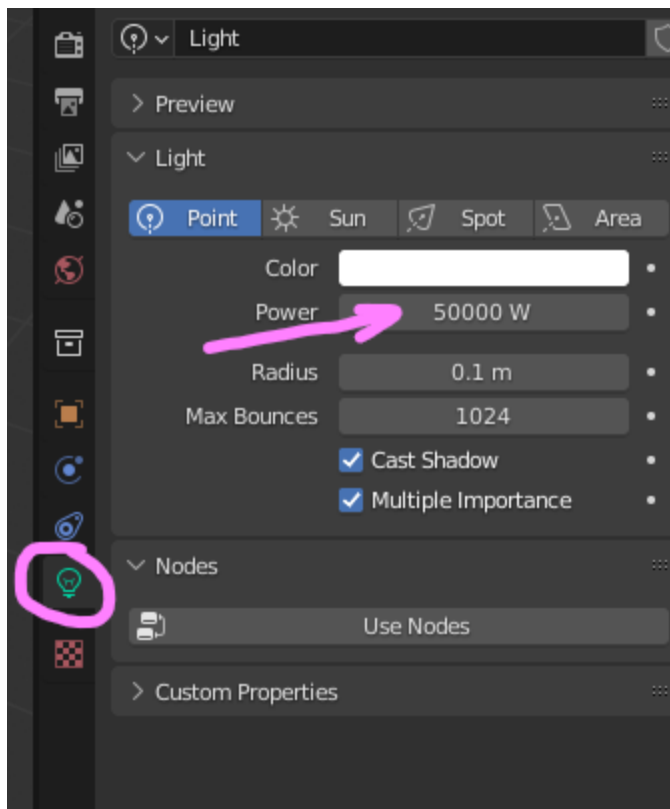 Light
Preview
Light
Point Sun Spot Area
Color
Power 50000 W
Radius 0.1 m
Max Bounces 1024
Cast Shadow
Multiple Importance
Nodes
Use Nodes
Custom Properties